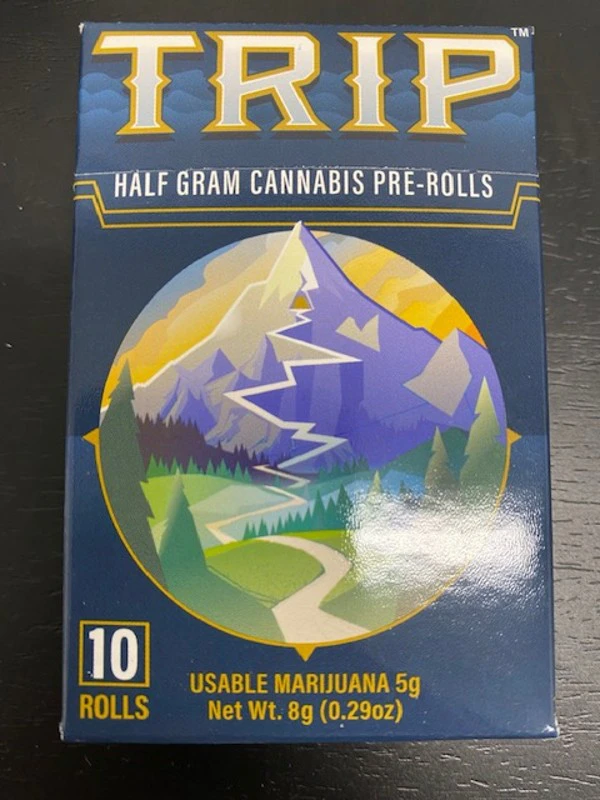 TRIP™
HALF GRAM CANNABIS PRE-ROLLS
10
ROLLS
USABLE MARIJUANA 5g
Net Wt. 8g (0.29oz)